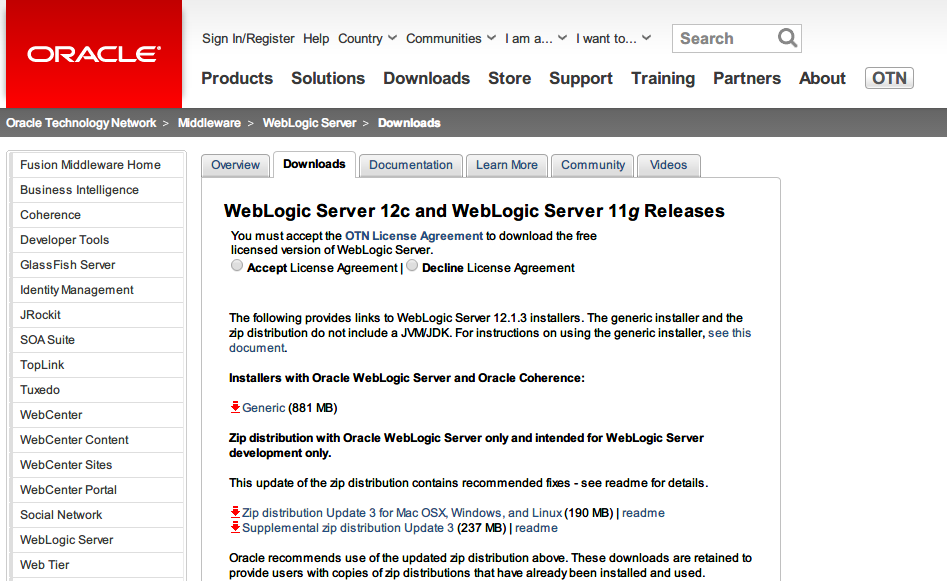 ORACLE
Sign In/Register Help Country Communities I am a... I want to... Search
Products Solutions Downloads Store Support Training Partners About OTN
Oracle Technology Network > Middleware > WebLogic Server > Downloads
Fusion Middleware Home
Business Intelligence
Coherence
Developer Tools
GlassFish Server
Identity Management
JRockit
SOA Suite
TopLink
Tuxedo
WebCenter
WebCenter Content
WebCenter Sites
WebCenter Portal
Social Network
WebLogic Server
Web Tier
Overview Downloads Documentation Learn More Community Videos
WebLogic Server 12c and WebLogic Server 11g Releases
You must accept the OTN License Agreement to download the free
licensed version of WebLogic Server.
Accept License Agreement | Decline License Agreement
The following provides links to WebLogic Server 12.1.3 installers. The generic installer and the
zip distribution do not include a JVM/JDK. For instructions on using the generic installer, see this
document.
Installers with Oracle WebLogic Server and Oracle Coherence:
Generic (881 MB)
Zip distribution with Oracle WebLogic Server only and intended for WebLogic Server
development only.
This update of the zip distribution contains recommended fixes - see readme for details.
Zip distribution Update 3 for Mac OSX, Windows, and Linux (190 MB) | readme
Supplemental zip distribution Update 3 (237 MB) | readme
Oracle recommends use of the updated zip distribution above. These downloads are retained to
provide users with copies of zip distributions that have already been installed and used.